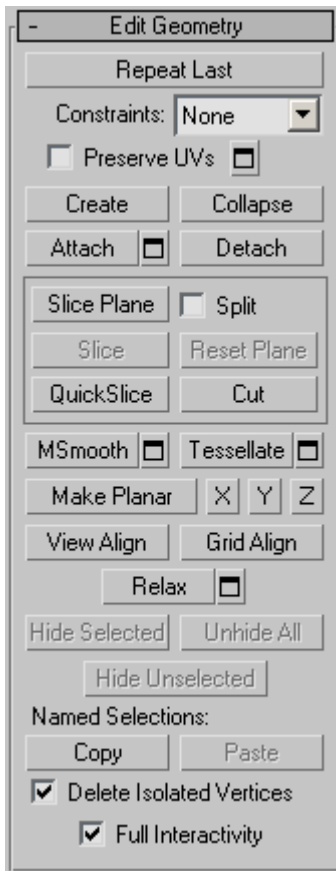 - Edit Geometry
Repeat Last
Constraints: None
Preserve UVs
Create Collapse
Attach Detach
Slice Plane Split
Slice Reset Plane
QuickSlice Cut
MSmooth Tessellate
Make Planar X Y Z
View Align Grid Align
Relax
Hide Selected Unhide All
Hide Unselected
Named Selections:
Copy Paste
Delete Isolated Vertices
Full Interactivity